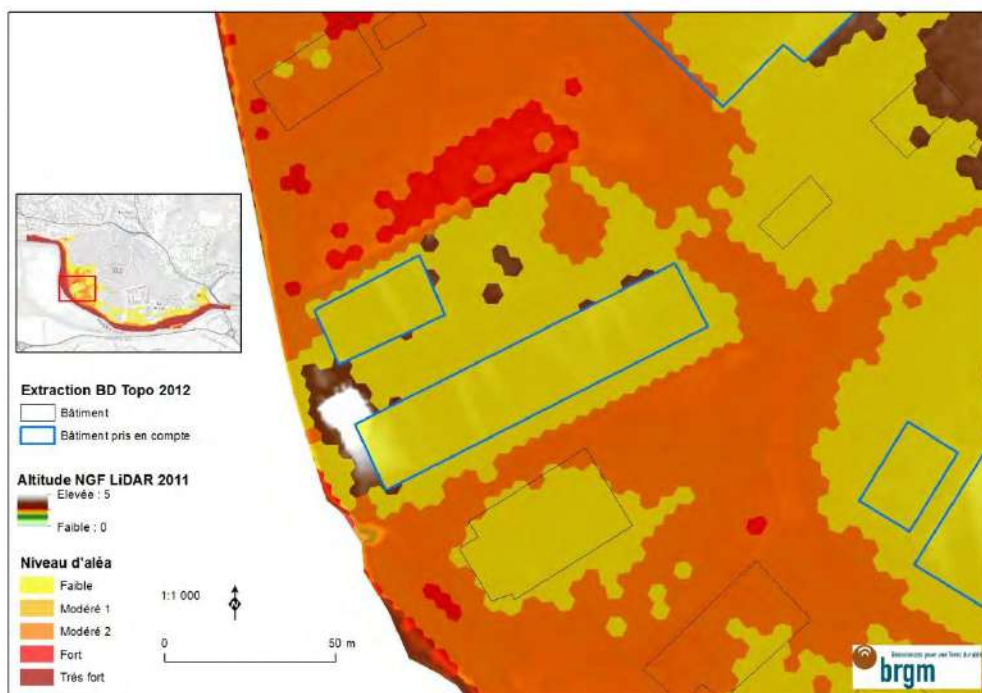 Extraction BD Topo 2012
Bâtiment
Bâtiment pris en compte
Altitude NGF LiDAR 2011
Elevée : 5
Faible : 0
Niveau d'aléa
Faible
Modéré 1
Modéré 2
Fort
Trés fort
1:1 000
N
0 50 m
brgm